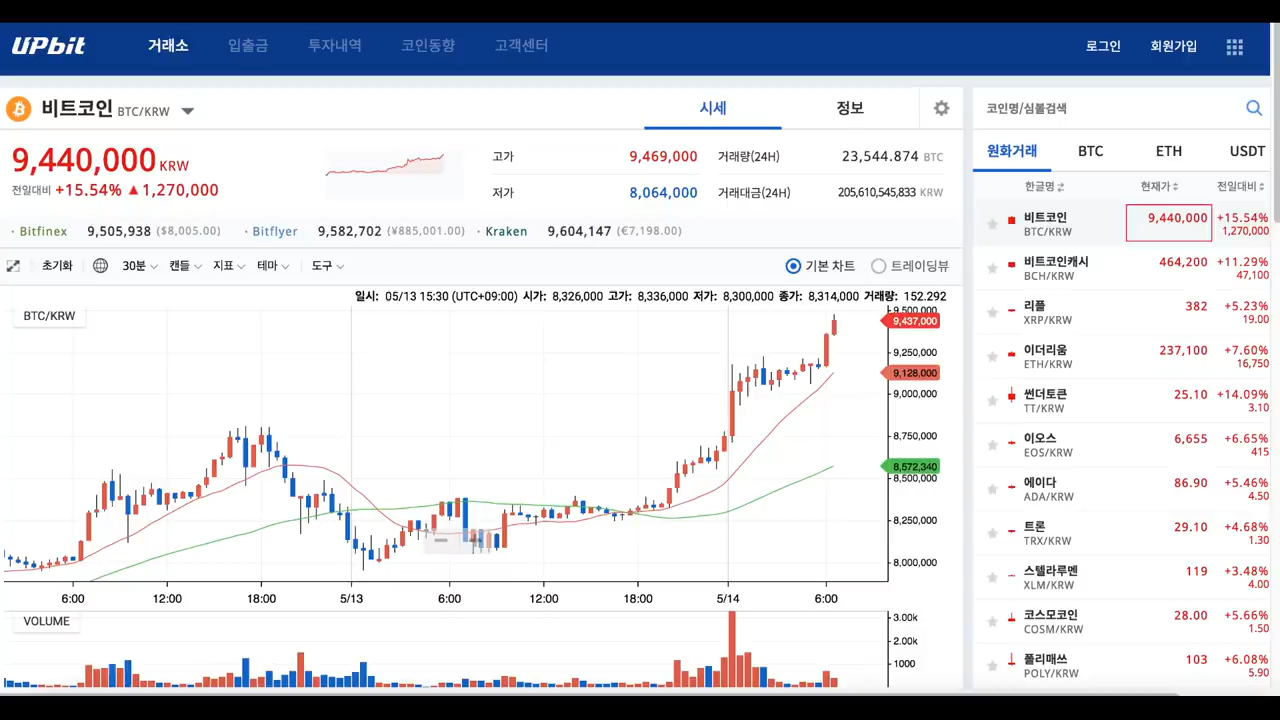 UPbit 거래소 입출금 투자내역 코인동향 고객센터 로그인 회원가입
비트코인 BTC/KRW 시세 정보
9,440,000 KRW
전일대비 +15.54% ▲ 1,270,000
고가 9,469,000 거래량(24H) 23,544.874 BTC
저가 8,064,000 거래대금(24H) 205,610,545,833 KRW
· Bitfinex 9,505,938 ($8,005.00) · Bitflyer 9,582,702 (¥885,001.00) · Kraken 9,604,147 (€7,198.00)
초기화 30분 캔들 지표 테마 도구 기본 차트 트레이딩뷰
일시: 05/13 15:30 (UTC+09:00) 시가: 8,326,000 고가: 8,336,000 저가: 8,300,000 종가: 8,314,000 거래량: 152.292
BTC/KRW
9,500,000
9,437,000
9,250,000
9,128,000
9,000,000
8,750,000
8,572,340
8,500,000
8,250,000
8,000,000
6:00 12:00 18:00 5/13 6:00 12:00 18:00 5/14 6:00
VOLUME
3.00k
2.00k
1000
코인명/심볼검색
원화거래 BTC ETH USDT
한글명 현재가 전일대비
비트코인 9,440,000 +15.54%
BTC/KRW 1,270,000
비트코인캐시 464,200 +11.29%
BCH/KRW 47,100
리플 382 +5.23%
XRP/KRW 19.00
이더리움 237,100 +7.60%
ETH/KRW 16,750
썬더토큰 25.10 +14.09%
TT/KRW 3.10
이오스 6,655 +6.65%
EOS/KRW 415
에이다 86.90 +5.46%
ADA/KRW 4.50
트론 29.10 +4.68%
TRX/KRW 1.30
스텔라루멘 119 +3.48%
XLM/KRW 4.00
코스모코인 28.00 +5.66%
COSM/KRW 1.50
폴리매쓰 103 +6.08%
POLY/KRW 5.90